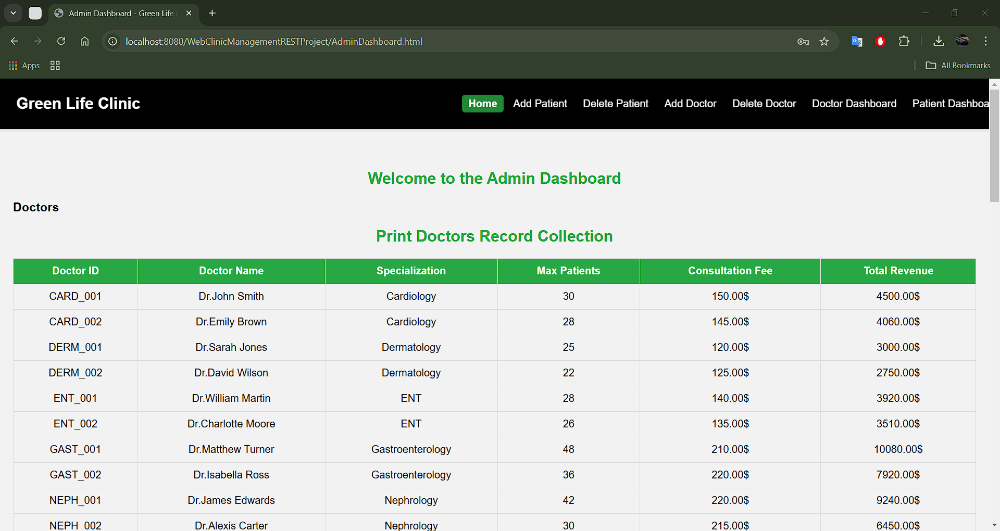 Admin Dashboard - Green Life
localhost:8080/WebClinicManagementRESTProject/AdminDashboard.html
Apps
All Bookmarks
Green Life Clinic
Home Add Patient Delete Patient Add Doctor Delete Doctor Doctor Dashboard Patient Dashboa
Welcome to the Admin Dashboard
Doctors
Print Doctors Record Collection
Doctor ID Doctor Name Specialization Max Patients Consultation Fee Total Revenue
CARD_001 Dr.John Smith Cardiology 30 150.00$ 4500.00$
CARD_002 Dr.Emily Brown Cardiology 28 145.00$ 4060.00$
DERM_001 Dr.Sarah Jones Dermatology 25 120.00$ 3000.00$
DERM_002 Dr.David Wilson Dermatology 22 125.00$ 2750.00$
ENT_001 Dr.William Martin ENT 28 140.00$ 3920.00$
ENT_002 Dr.Charlotte Moore ENT 26 135.00$ 3510.00$
GAST_001 Dr.Matthew Turner Gastroenterology 48 210.00$ 10080.00$
GAST_002 Dr.Isabella Ross Gastroenterology 36 220.00$ 7920.00$
NEPH_001 Dr.James Edwards Nephrology 42 220.00$ 9240.00$
NEPH_002 Dr.Alexis Carter Nephrology 30 215.00$ 6450.00$